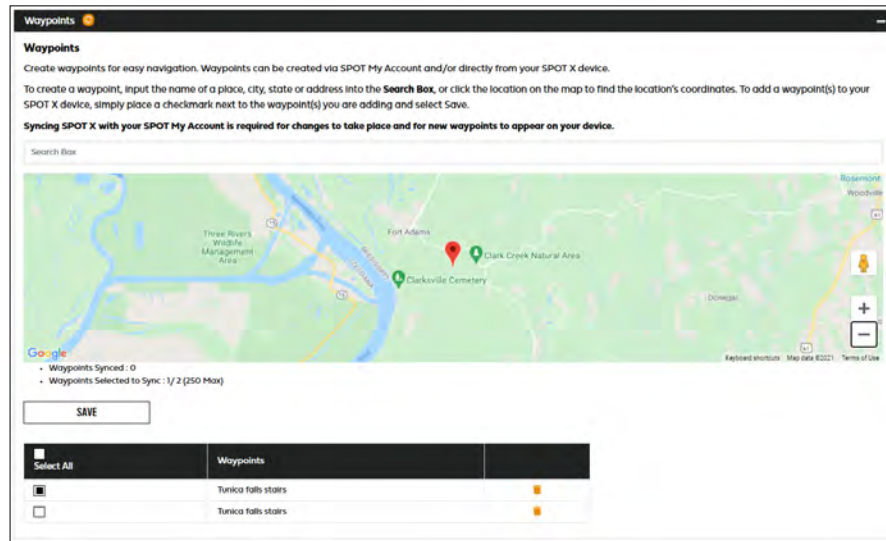 Waypoints
Waypoints
Create waypoints for easy navigation. Waypoints can be created via SPOT My Account and/or directly from your SPOT X device.
To create a waypoint, input the name of a place, city, state or address into the Search Box, or click the location on the map to find the location's coordinates. To add a waypoint(s) to your
SPOT X device, simply place a checkmark next to the waypoint(s) you are adding and select Save.
Syncing SPOT X with your SPOT My Account is required for changes to take place and for new waypoints to appear on your device.
Search Box
Rosemont
Woodville
15
Three Rivers
Wildlife
Management
Area
Fort Adams
MISSISSIPPI
LOUISIANA
Clark Creek Natural Area
Clarksville Cemetery
15
Donegal
Google
Keyboard shortcuts Map data ©2021 Terms of Use
• Waypoints Synced : 0
• Waypoints Selected to Sync : 1/ 2 (250 Max)
SAVE
Select All Waypoints
Tunica falls stairs
Tunica falls stairs